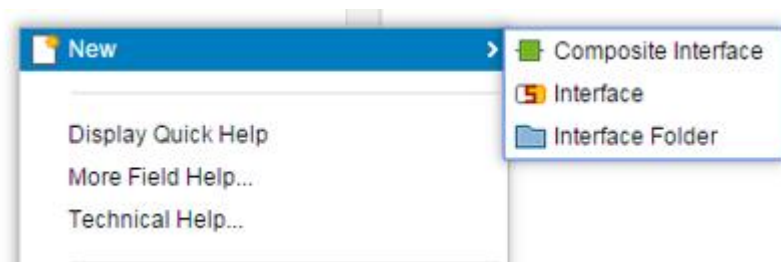 New
Composite Interface
Interface
Interface Folder
Display Quick Help
More Field Help...
Technical Help...